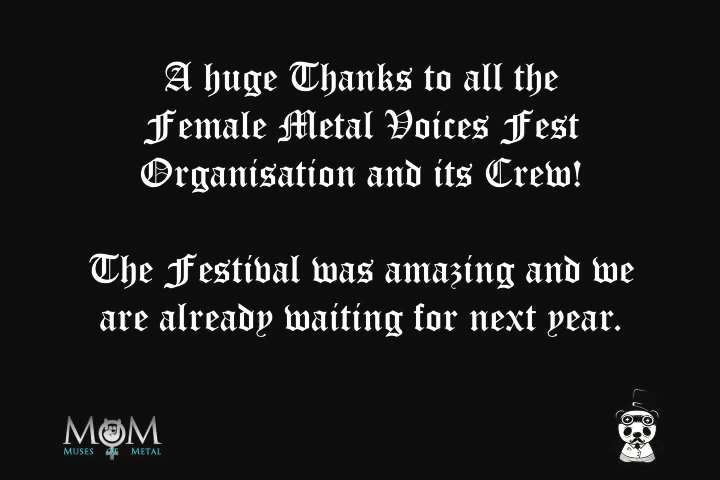 A huge Thanks to all the
Female Metal Voices Fest
Organisation and its Crew!
The Festival was amazing and we
are already waiting for next year.
MOM
MUSES OF METAL